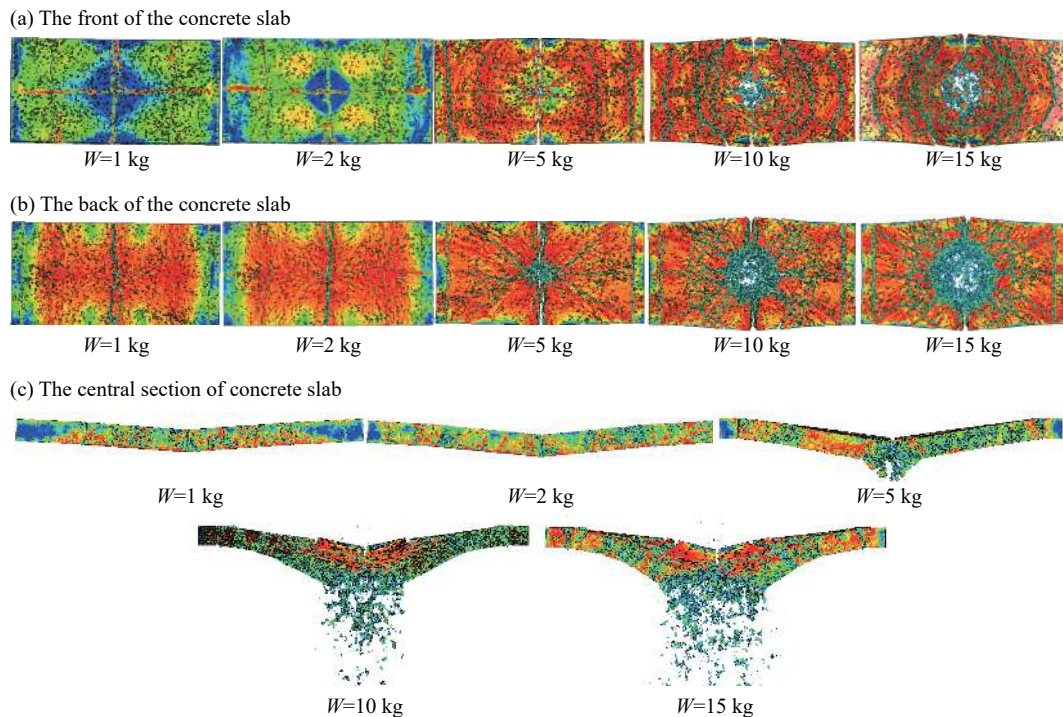 (a) The front of the concrete slab
W=1 kg W=2 kg W=5 kg W=10 kg W=15 kg
(b) The back of the concrete slab
W=1 kg W=2 kg W=5 kg W=10 kg W=15 kg
(c) The central section of concrete slab
W=1 kg W=2 kg W=5 kg
W=10 kg W=15 kg